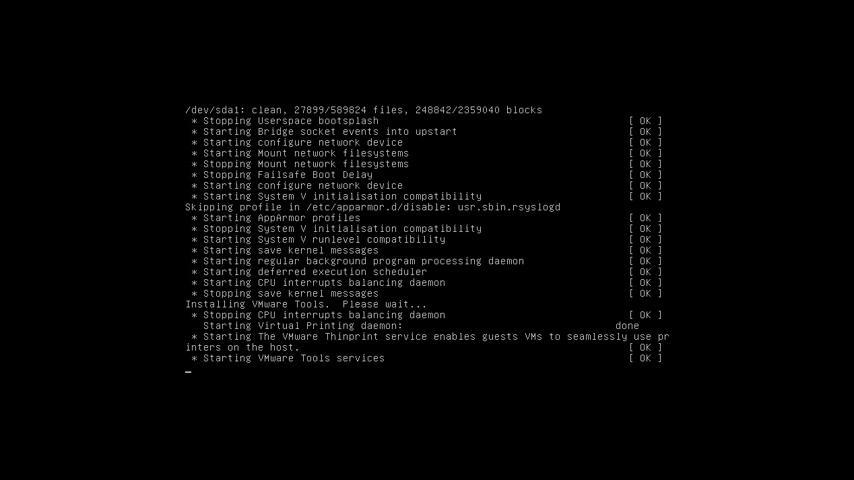 /dev/sda1: clean, 27899/589824 files, 248842/2359040 blocks
* Stopping Userspace bootsplash [ OK ]
* Starting Bridge socket events into upstart [ OK ]
* Starting configure network device [ OK ]
* Starting Mount network filesystems [ OK ]
* Stopping Mount network filesystems [ OK ]
* Stopping Failsafe Boot Delay [ OK ]
* Starting configure network device [ OK ]
* Starting System V initialisation compatibility [ OK ]
Skipping profile in /etc/apparmor.d/disable: usr.sbin.rsyslogd
* Starting AppArmor profiles [ OK ]
* Stopping System V initialisation compatibility [ OK ]
* Starting System V runlevel compatibility [ OK ]
* Starting save kernel messages [ OK ]
* Starting regular background program processing daemon [ OK ]
* Starting deferred execution scheduler [ OK ]
* Starting CPU interrupts balancing daemon [ OK ]
* Stopping save kernel messages [ OK ]
Installing VMware Tools.  Please wait...
* Stopping CPU interrupts balancing daemon [ OK ]
Starting Virtual Printing daemon: done
* Starting The VMware Thinprint service enables guests VMs to seamlessly use pr
inters on the host. [ OK ]
* Starting VMware Tools services [ OK ]